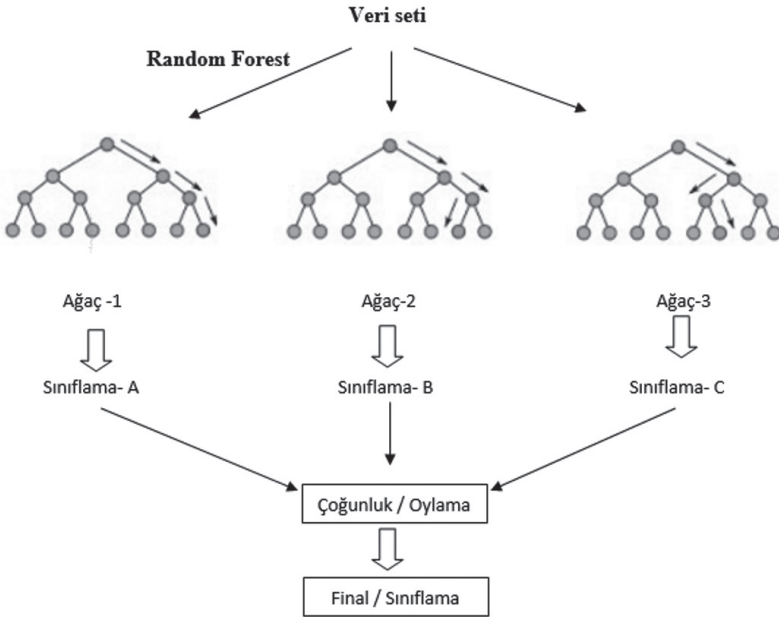 Veri seti
Random Forest
Ağaç -1
Ağaç-2
Ağaç-3
Sınıflama- A
Sınıflama- B
Sınıflama- C
Çoğunluk / Oylama
Final / Sınıflama